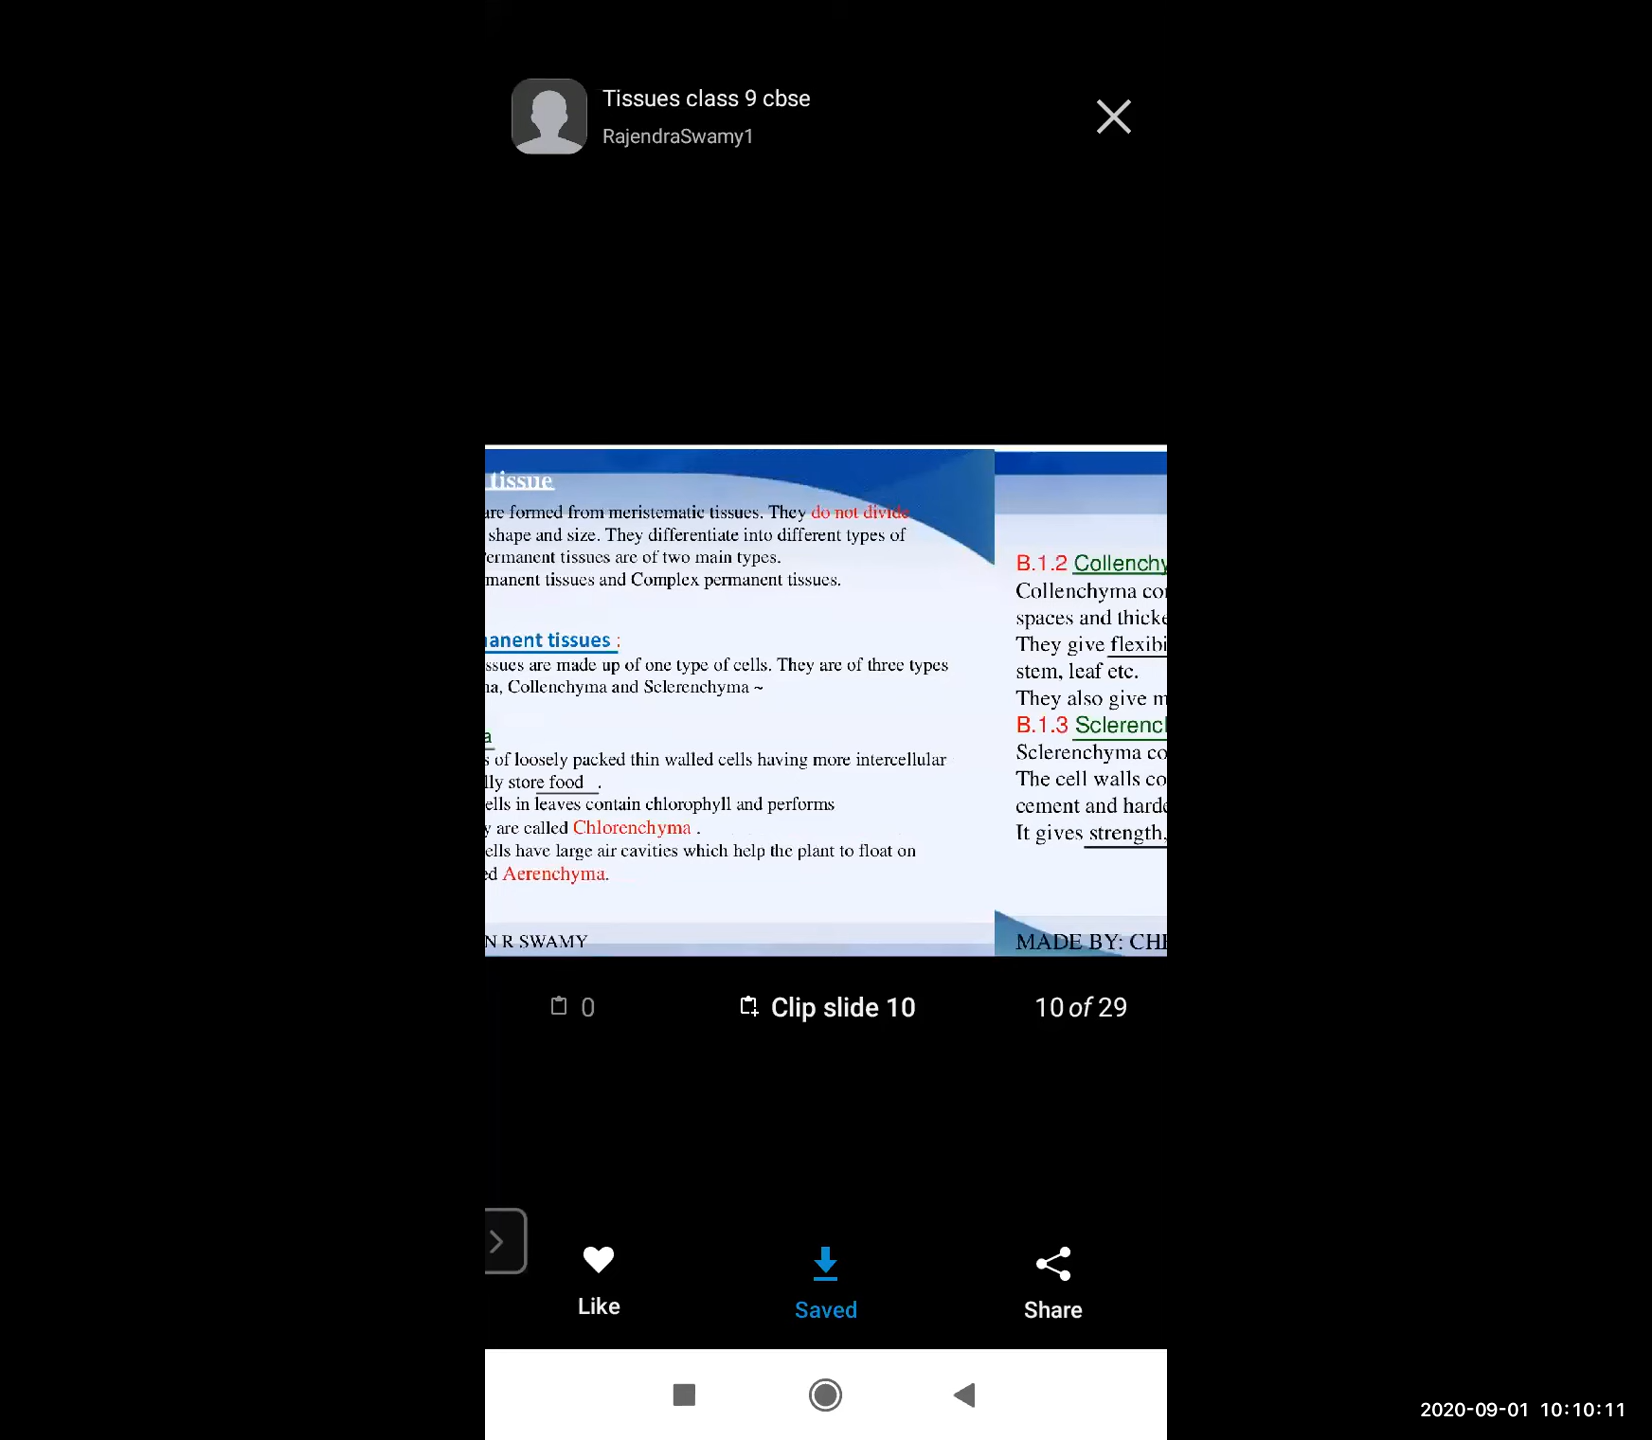 Tissues class 9 cbse
RajendraSwamy1
tissue
are formed from meristematic tissues. They do not divide
shape and size. They differentiate into different types of
ermanent tissues are of two main types.
manent tissues and Complex permanent tissues.
anent tissues :
ssues are made up of one type of cells. They are of three types
a, Collenchyma and Sclerenchyma ~
a
s of loosely packed thin walled cells having more intercellular
lly store food .
ells in leaves contain chlorophyll and performs
y are called Chlorenchyma .
ells have large air cavities which help the plant to float on
ed Aerenchyma.
N R SWAMY
B.1.2 Collenchy
Collenchyma co
spaces and thicke
They give flexibi
stem, leaf etc.
They also give m
B.1.3 Sclerencl
Sclerenchyma co
The cell walls co
cement and harde
It gives strength,
MADE BY: CH
0
Clip slide 10
10 of 29
Like
Saved
Share
2020-09-01 10:10:11